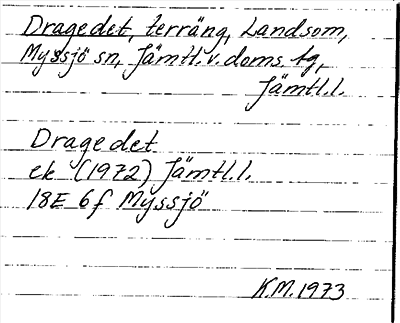 Dragedet, terräng, Landsom,
Myssjö sn, Jämtl. v. doms. tg,
Jämtl.l.
Dragedet
ek (1972) Jämtl.l.
18E 6f Myssjö
K.M. 1973